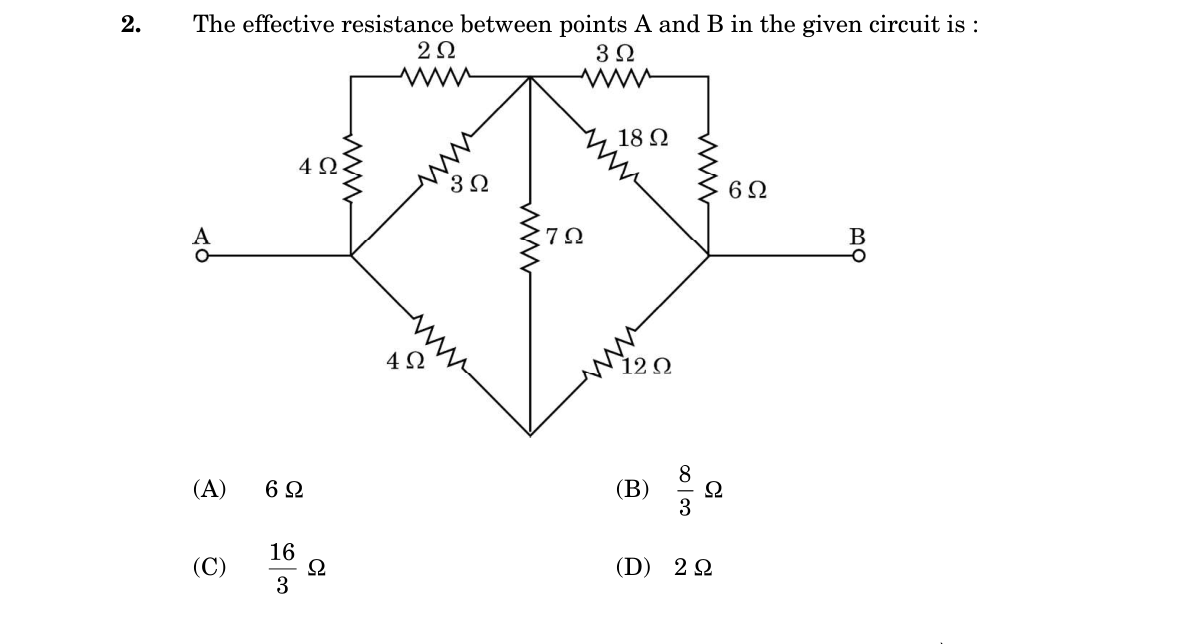 2. The effective resistance between points A and B in the given circuit is :
2 Ω 3 Ω
18 Ω
4 Ω
3 Ω 6 Ω
A 7 Ω B
4 Ω 12 Ω
(A) 6 Ω (B) 8/3 Ω
(C) 16/3 Ω (D) 2 Ω